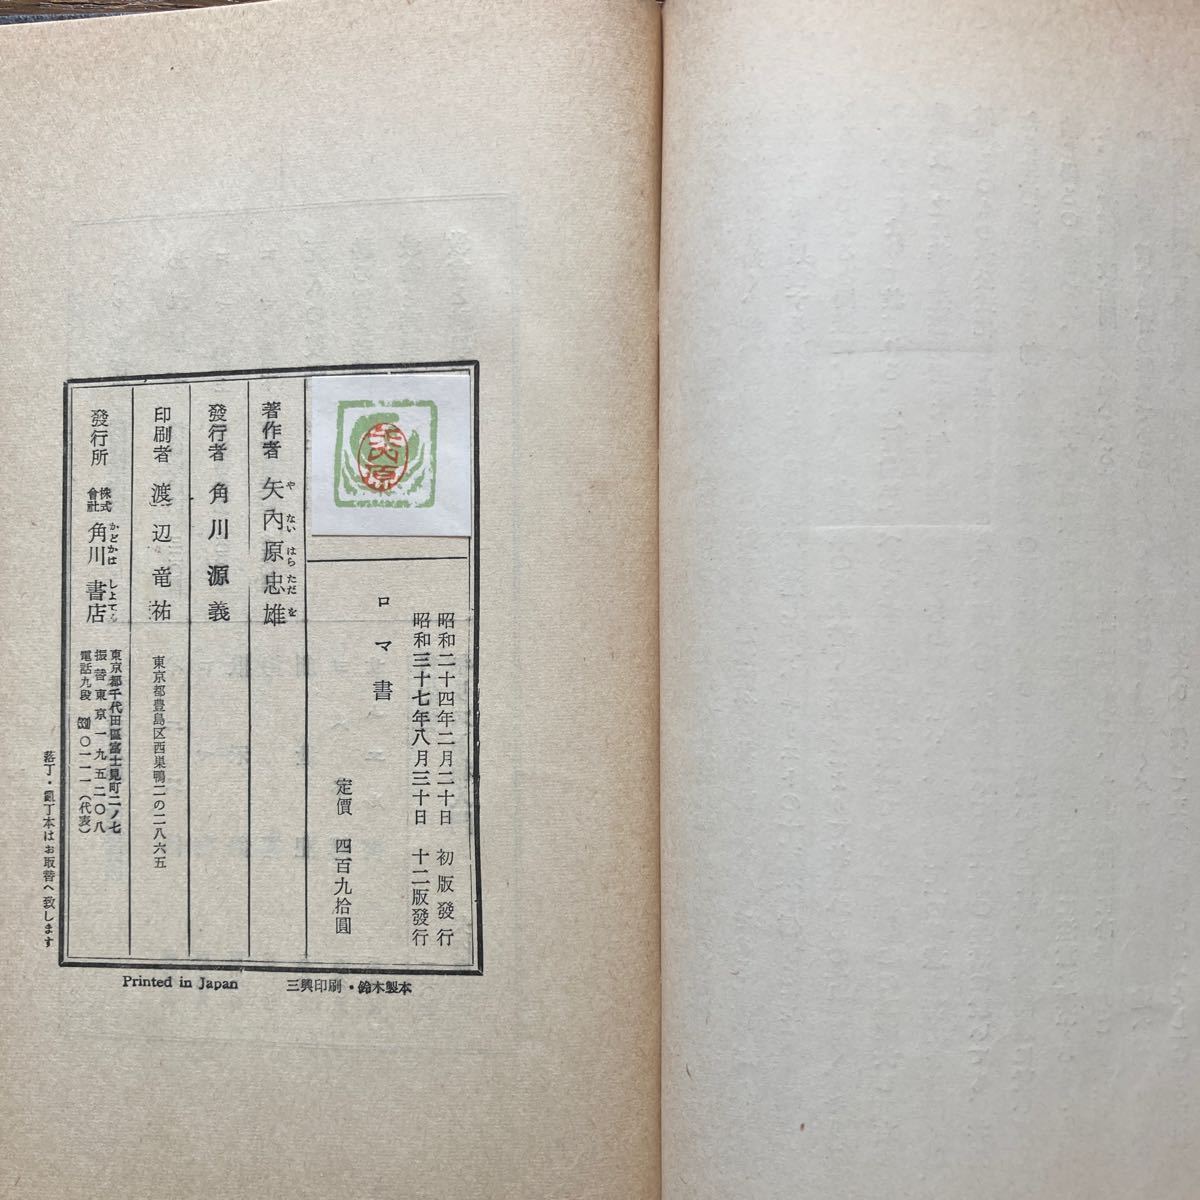 昭和二十四年二月二十日　初版發行
昭和三十七年八月三十日　十二版發行
ロマ書
定價　四百九拾圓
矢内原
著作者　矢內原忠雄
や ない はら ただ を
發行者　角川源義
印刷者　渡辺竜祐
東京都豊島区西巣鴨二の二八六五
發行所　株式會社　角川書店
かどかは しよてん
東京都千代田區富士見町二ノ七
振替東京一九五二〇八
電話九段(331)〇一一一(代表)
落丁・亂丁本はお取替へ致します
三興印刷・鈴木製本
Printed in Japan